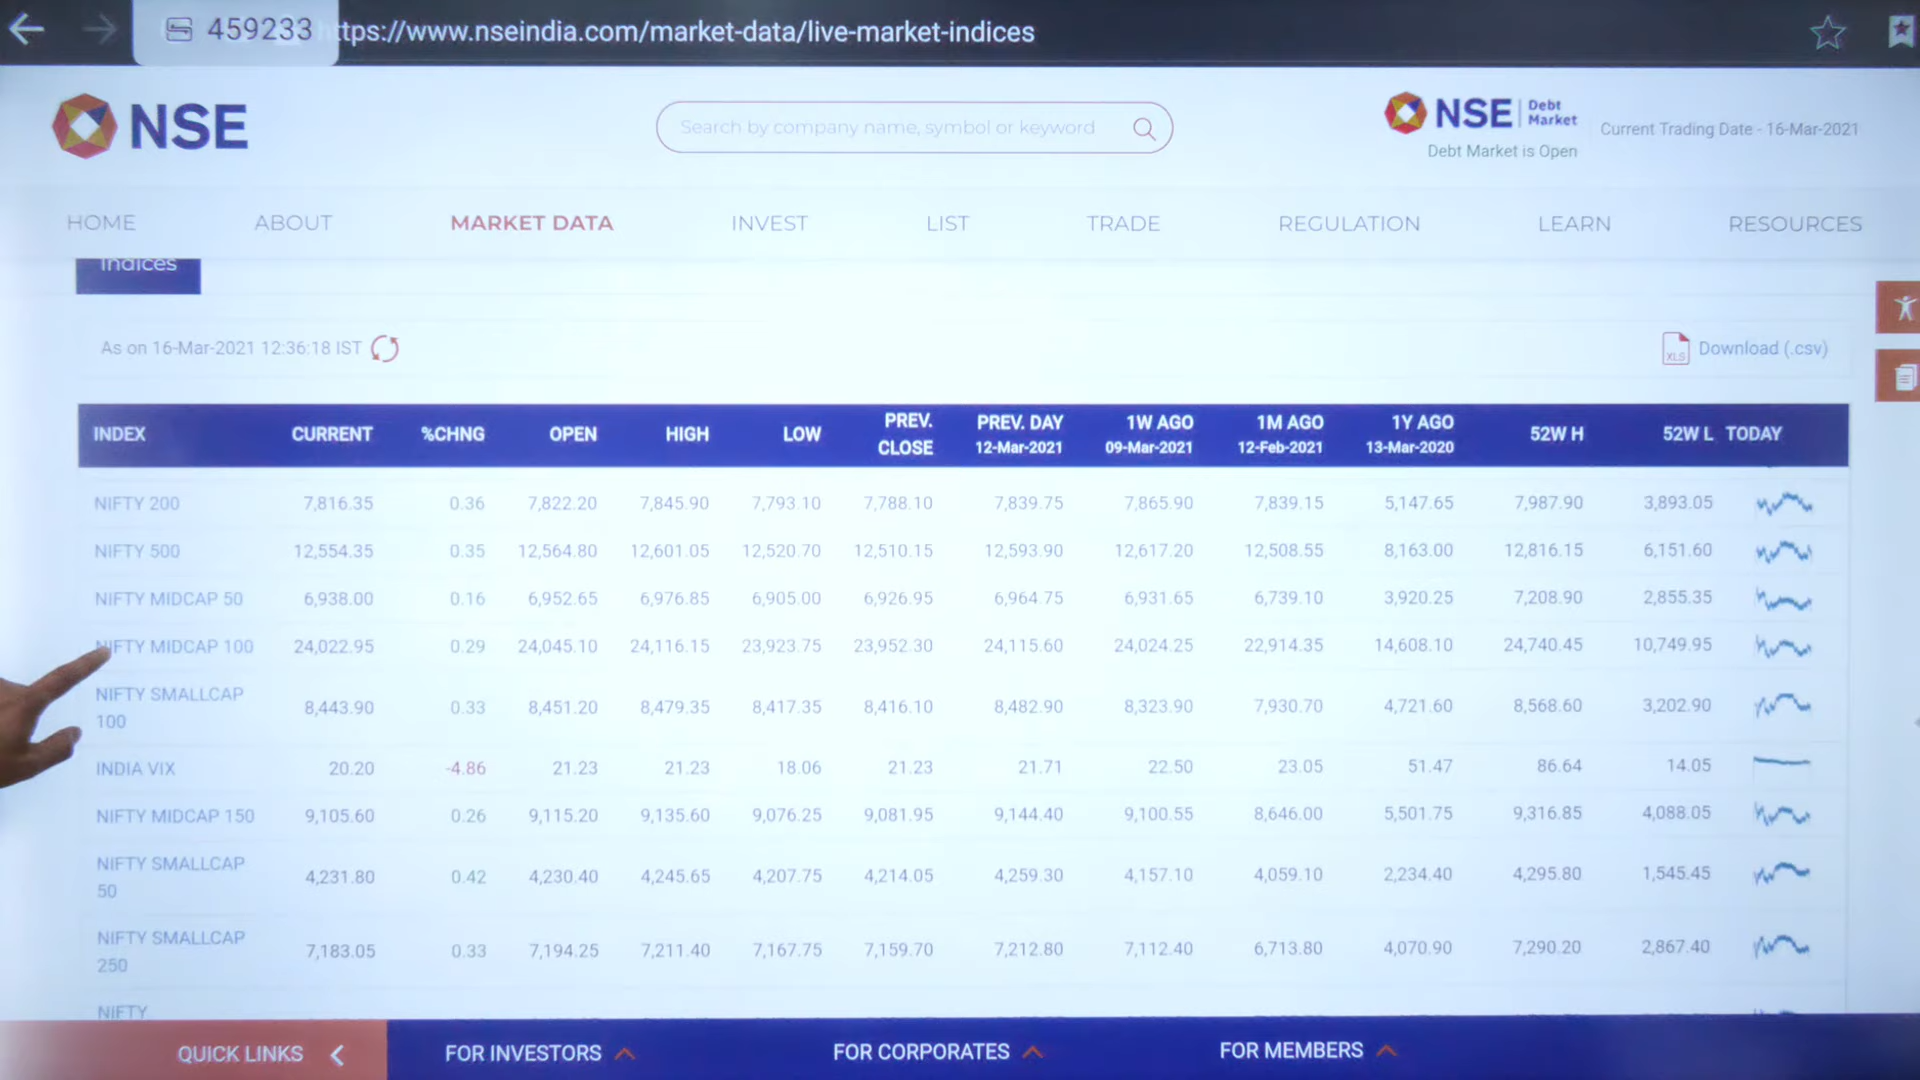 459233 ttps://www.nseindia.com/market-data/live-market-indices
NSE
Search by company name, symbol or keyword
NSE Debt Market
Debt Market is Open
Current Trading Date - 16-Mar-2021
HOME ABOUT MARKET DATA INVEST LIST TRADE REGULATION LEARN RESOURCES
Indices
As on 16-Mar-2021 12:36:18 IST
XLS Download (.csv)
INDEX CURRENT %CHNG OPEN HIGH LOW PREV. CLOSE PREV. DAY 12-Mar-2021 1W AGO 09-Mar-2021 1M AGO 12-Feb-2021 1Y AGO 13-Mar-2020 52W H 52W L TODAY
NIFTY 200 7,816.35 0.36 7,822.20 7,845.90 7,793.10 7,788.10 7,839.75 7,865.90 7,839.15 5,147.65 7,987.90 3,893.05
NIFTY 500 12,554.35 0.35 12,564.80 12,601.05 12,520.70 12,510.15 12,593.90 12,617.20 12,508.55 8,163.00 12,816.15 6,151.60
NIFTY MIDCAP 50 6,938.00 0.16 6,952.65 6,976.85 6,905.00 6,926.95 6,964.75 6,931.65 6,739.10 3,920.25 7,208.90 2,855.35
NIFTY MIDCAP 100 24,022.95 0.29 24,045.10 24,116.15 23,923.75 23,952.30 24,115.60 24,024.25 22,914.35 14,608.10 24,740.45 10,749.95
NIFTY SMALLCAP 100 8,443.90 0.33 8,451.20 8,479.35 8,417.35 8,416.10 8,482.90 8,323.90 7,930.70 4,721.60 8,568.60 3,202.90
INDIA VIX 20.20 -4.86 21.23 21.23 18.06 21.23 21.71 22.50 23.05 51.47 86.64 14.05
NIFTY MIDCAP 150 9,105.60 0.26 9,115.20 9,135.60 9,076.25 9,081.95 9,144.40 9,100.55 8,646.00 5,501.75 9,316.85 4,088.05
NIFTY SMALLCAP 50 4,231.80 0.42 4,230.40 4,245.65 4,207.75 4,214.05 4,259.30 4,157.10 4,059.10 2,234.40 4,295.80 1,545.45
NIFTY SMALLCAP 250 7,183.05 0.33 7,194.25 7,211.40 7,167.75 7,159.70 7,212.80 7,112.40 6,713.80 4,070.90 7,290.20 2,867.40
NIFTY
QUICK LINKS FOR INVESTORS FOR CORPORATES FOR MEMBERS